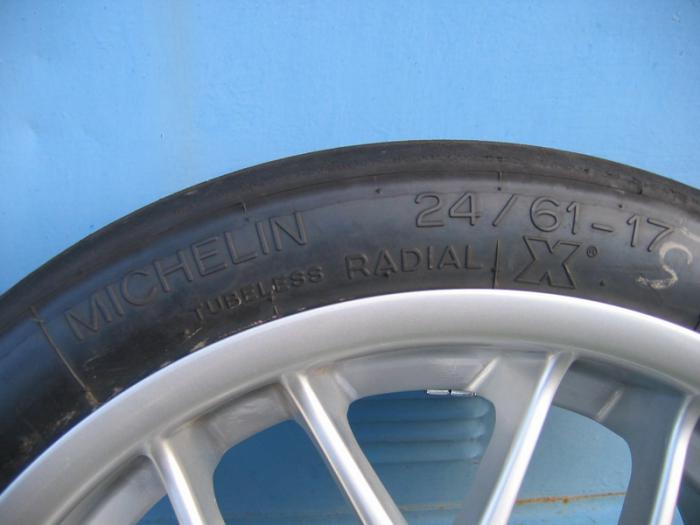 MICHELIN 24/61-17
TUBELESS RADIAL X®
S